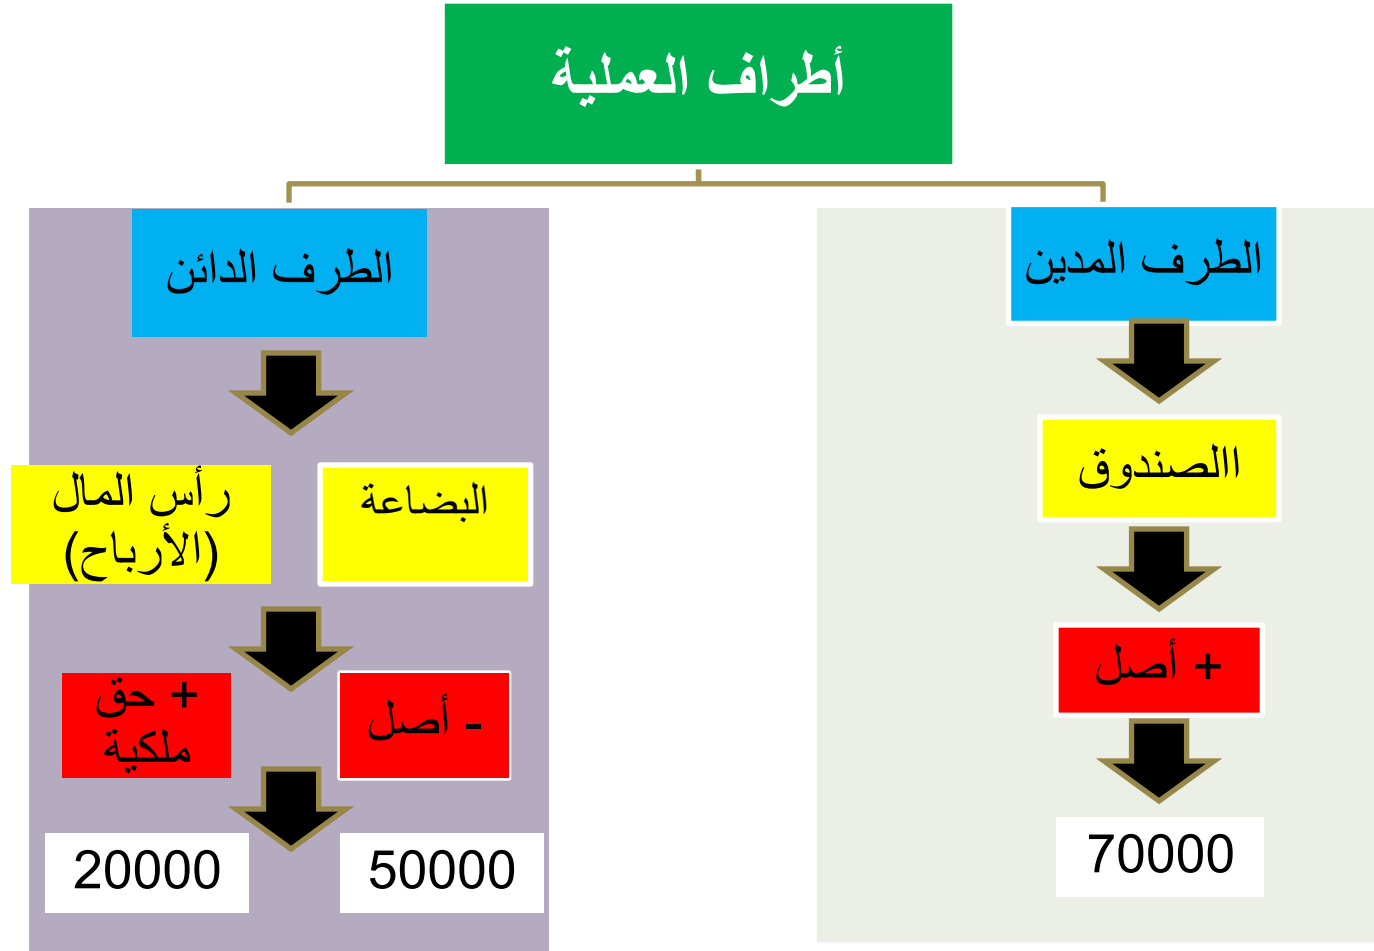 أطراف العملية
الطرف المدين
االصندوق
+ أصل
70000
الطرف الدائن
البضاعة
رأس المال
(الأرباح)
- أصل
+ حق
ملكية
50000
20000